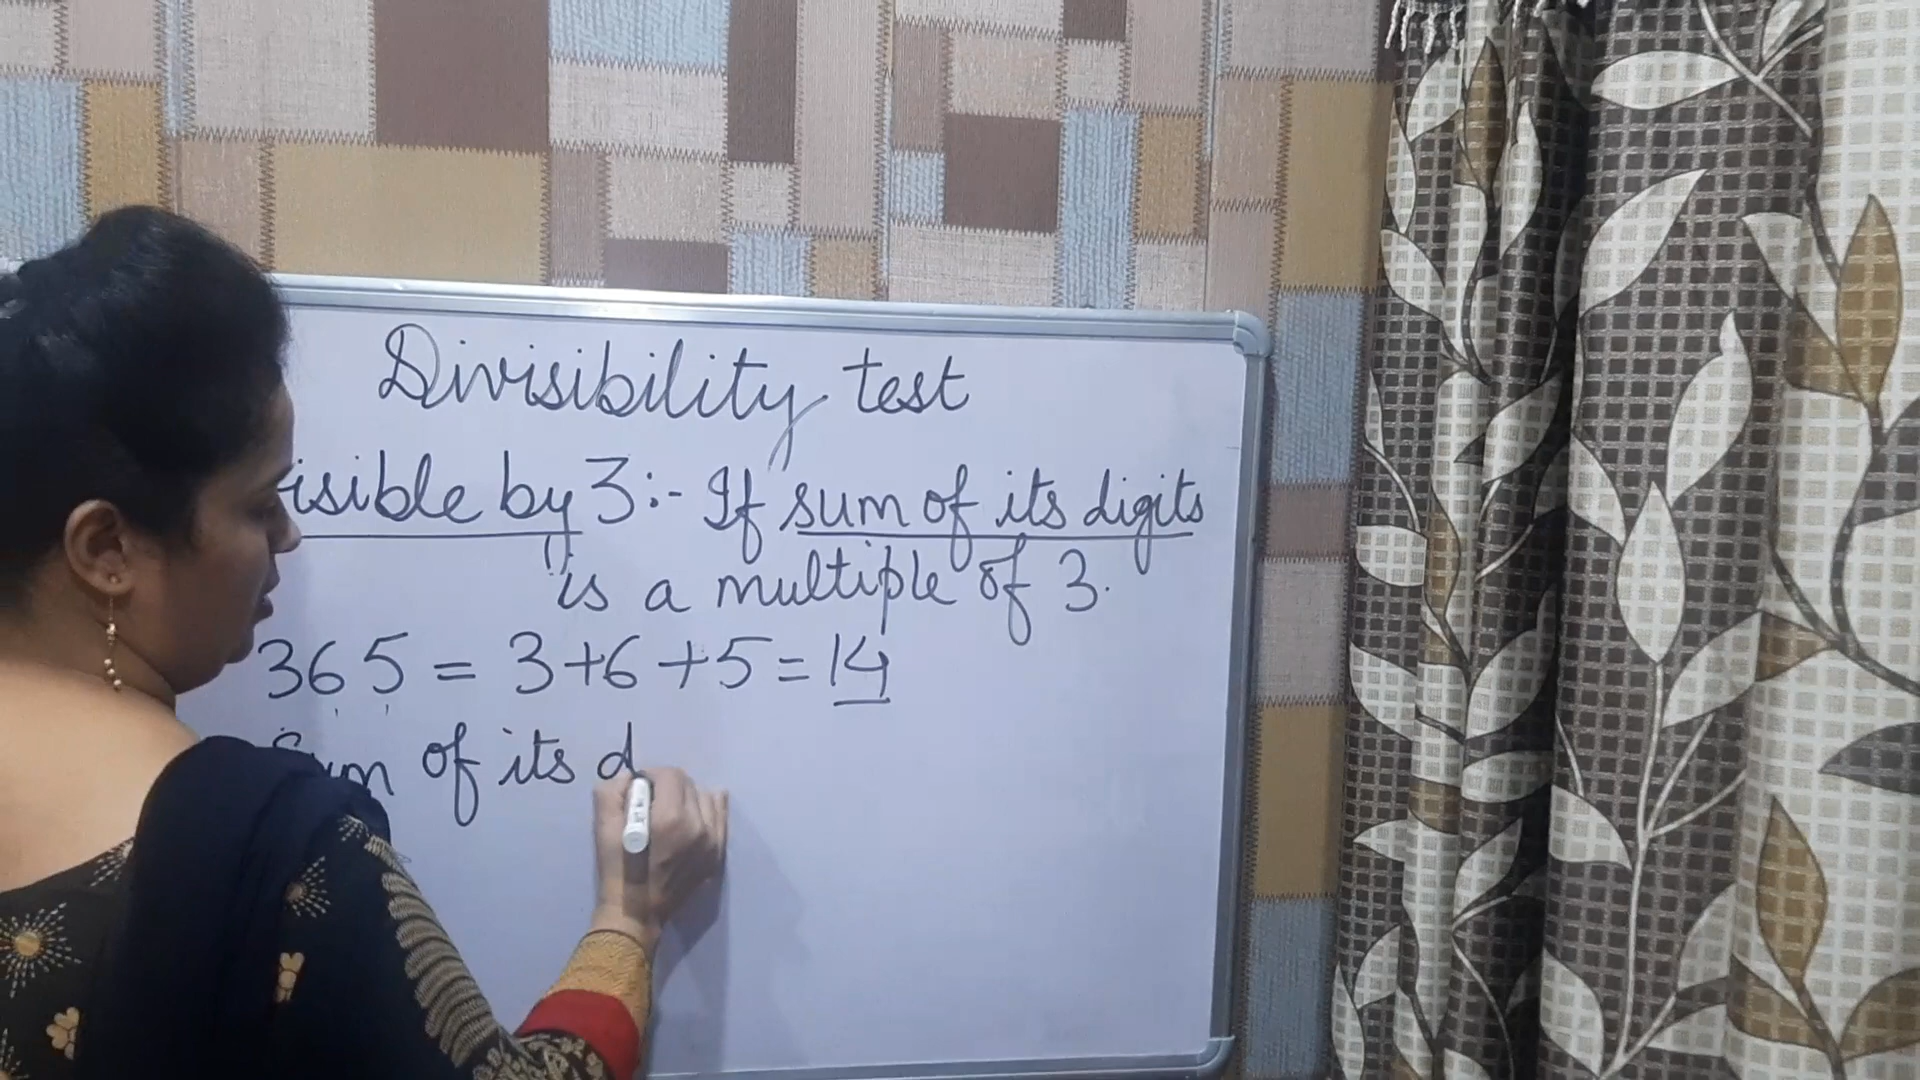 Divisibility test
isible by 3:- If sum of its digits
is a multiple of 3.
365 = 3+6+5=14
Sum of its d